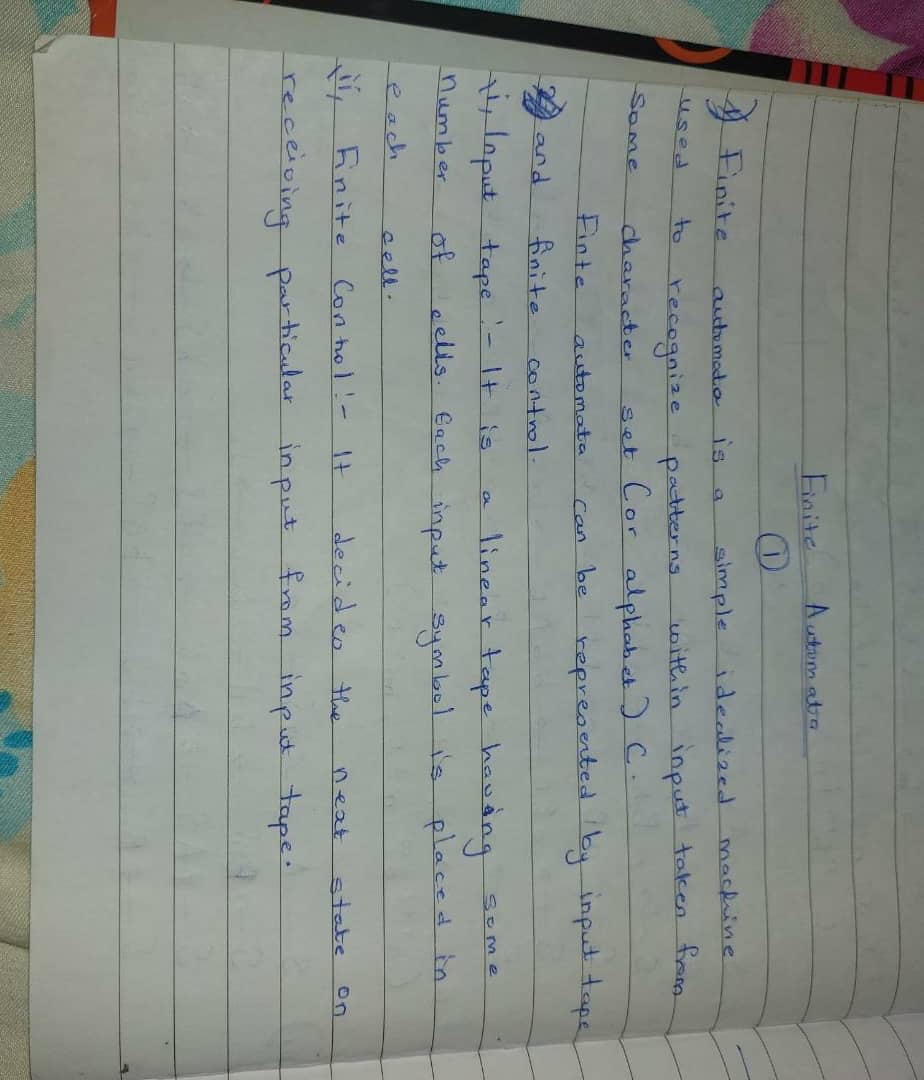 Finite Automata
1
1) Finite automata is a simple idealized machine
used to recognize patterns within input taken from
some character set (or alphabet) C.
Finte automata can be represented by input tape
and finite control.
i, Input tape :- It is a linear tape having some
number of cells. Each input symbol is placed in
each cell.
ii, Finite Control :- It decides the next state on
receiving particular input from input tape.